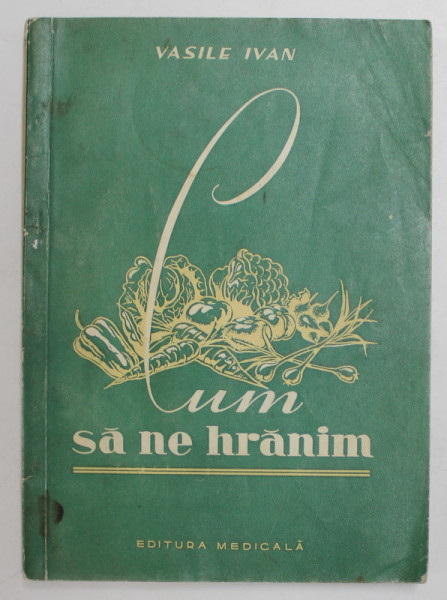 VASILE IVAN
Cum
să ne hrănim
EDITURA MEDICALĂ